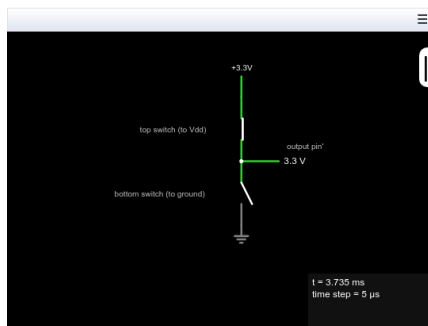 +3.3V
top switch (to Vdd)
output pin'
3.3 V
bottom switch (to ground)
t = 3.735 ms
time step = 5 μs